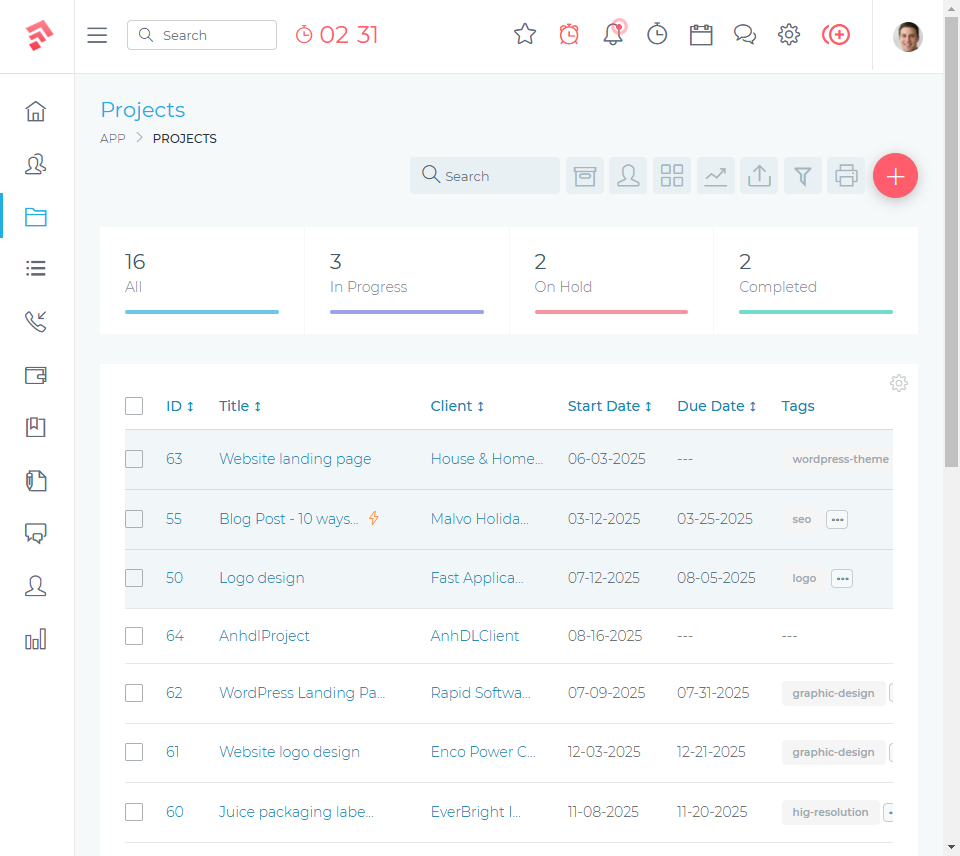 Search 02 31
Projects
APP PROJECTS
Search
16 3 2 2
All In Progress On Hold Completed
ID Title Client Start Date Due Date Tags
63 Website landing page House & Home... 06-03-2025 --- wordpress-theme
55 Blog Post - 10 ways... Malvo Holida... 03-12-2025 03-25-2025 seo
50 Logo design Fast Applica... 07-12-2025 08-05-2025 logo
64 AnhdlProject AnhDLClient 08-16-2025 --- ---
62 WordPress Landing Pa... Rapid Softwa... 07-09-2025 07-31-2025 graphic-design
61 Website logo design Enco Power C... 12-03-2025 12-21-2025 graphic-design
60 Juice packaging labe... EverBright I... 11-08-2025 11-20-2025 hig-resolution